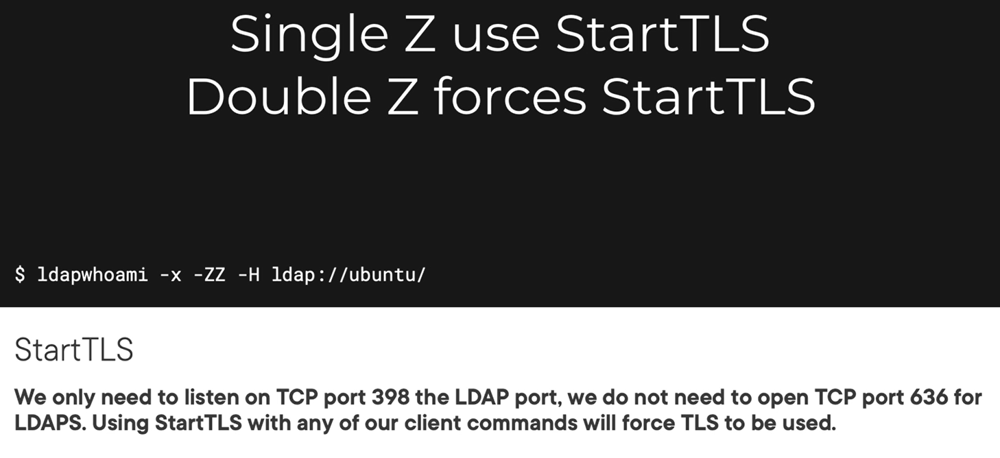 Single Z use StartTLS
Double Z forces StartTLS
$ ldapwhoami -x -ZZ -H ldap://ubuntu/
StartTLS
We only need to listen on TCP port 398 the LDAP port, we do not need to open TCP port 636 for
LDAPS. Using StartTLS with any of our client commands will force TLS to be used.